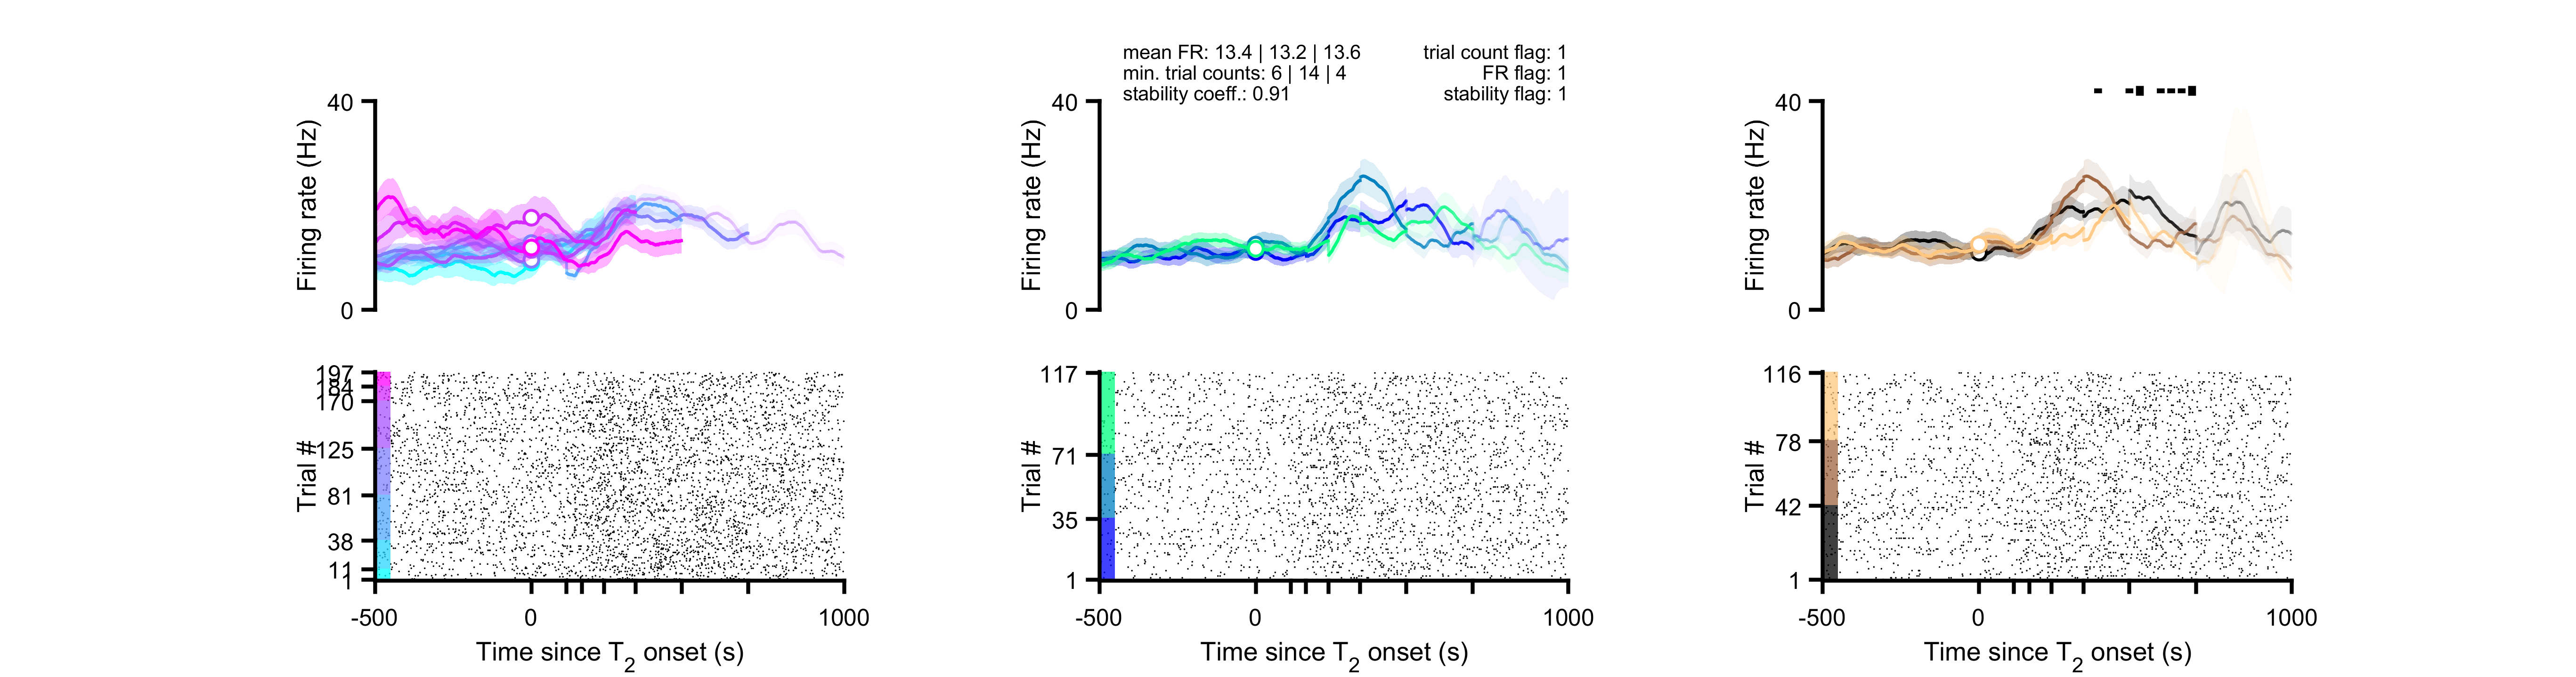 mean FR: 13.4 | 13.2 | 13.6
min. trial counts: 6 | 14 | 4
stability coeff.: 0.91
trial count flag: 1
FR flag: 1
stability flag: 1
40
Firing rate (Hz)
0
40
Firing rate (Hz)
0
40
Firing rate (Hz)
0
197
184
170
125
81
38
11
1
Trial #
-500
0
1000
Time since T2 onset (s)
117
71
35
1
Trial #
-500
0
1000
Time since T2 onset (s)
116
78
42
1
Trial #
-500
0
1000
Time since T2 onset (s)